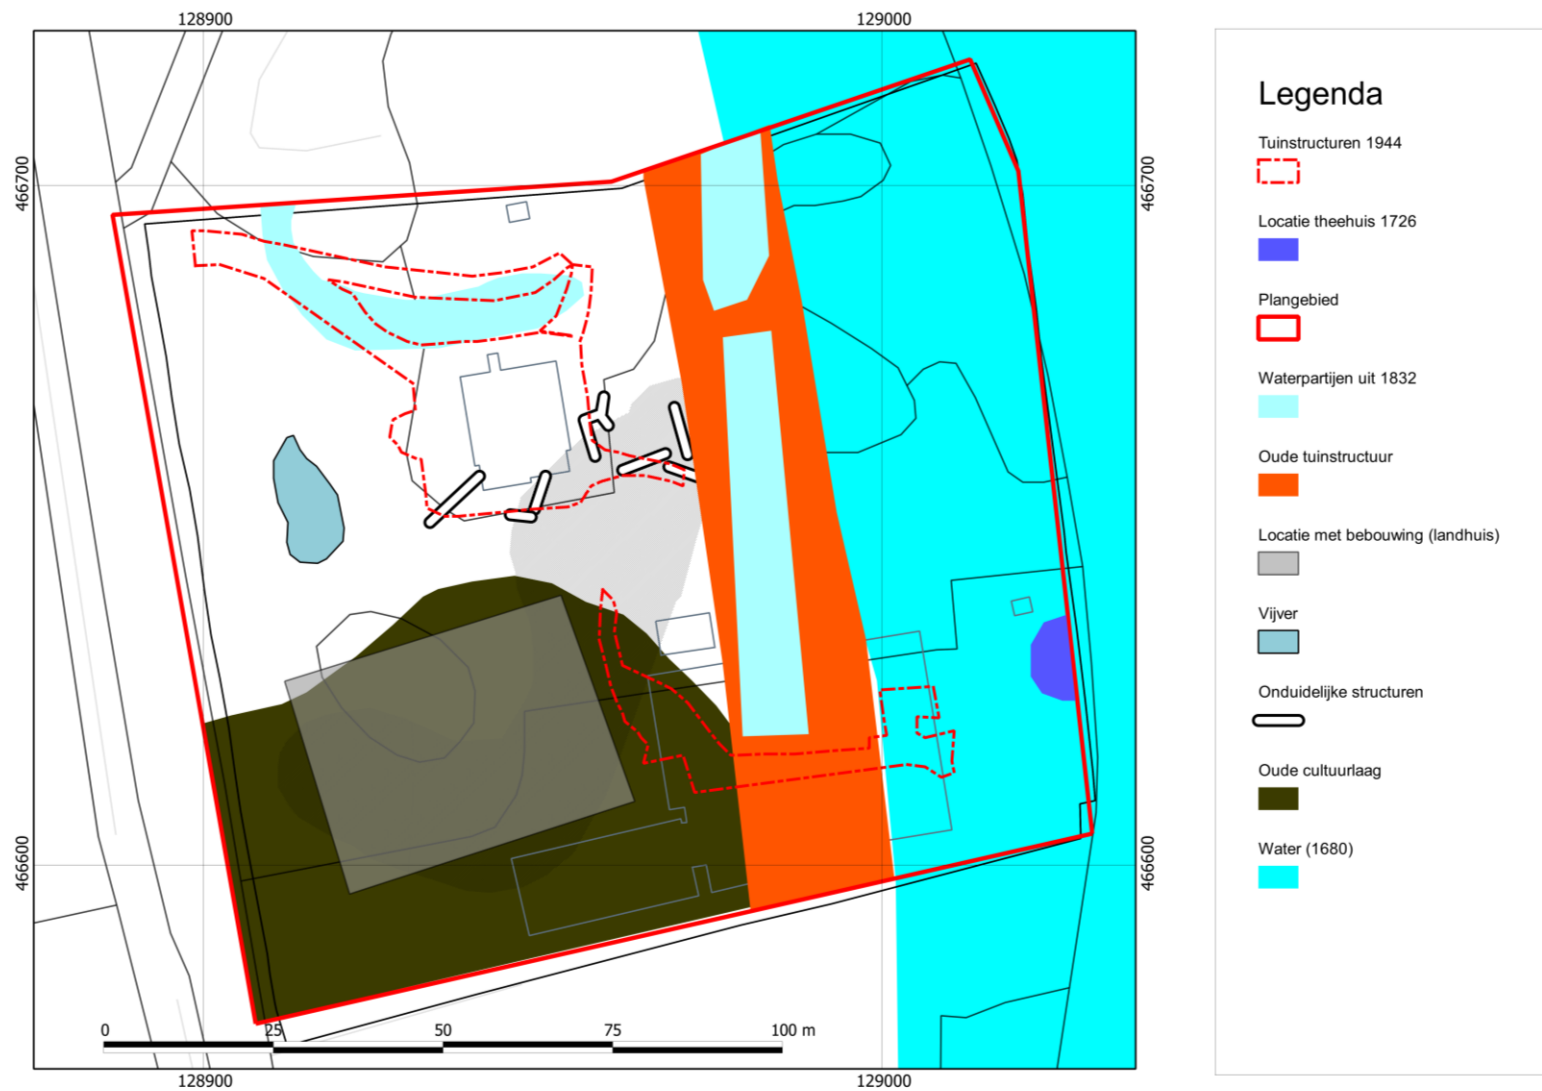 128900 129000
466700 466700
466600 466600
0 25 50 75 100 m
128900 129000
Legenda
Tuinstructuren 1944
Locatie theehuis 1726
Plangebied
Waterpartijen uit 1832
Oude tuinstructuur
Locatie met bebouwing (landhuis)
Vijver
Onduidelijke structuren
Oude cultuurlaag
Water (1680)